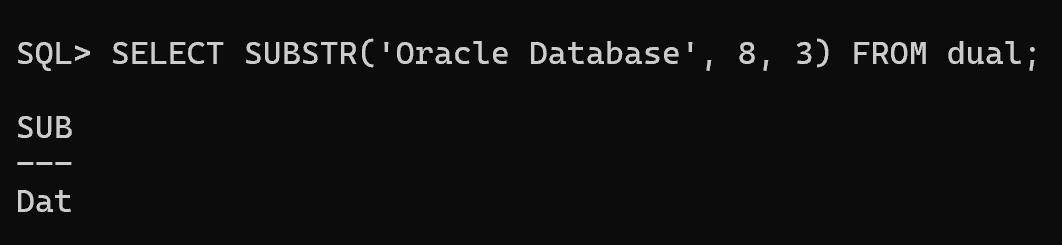 SQL> SELECT SUBSTR('Oracle Database', 8, 3) FROM dual;
SUB
---
Dat